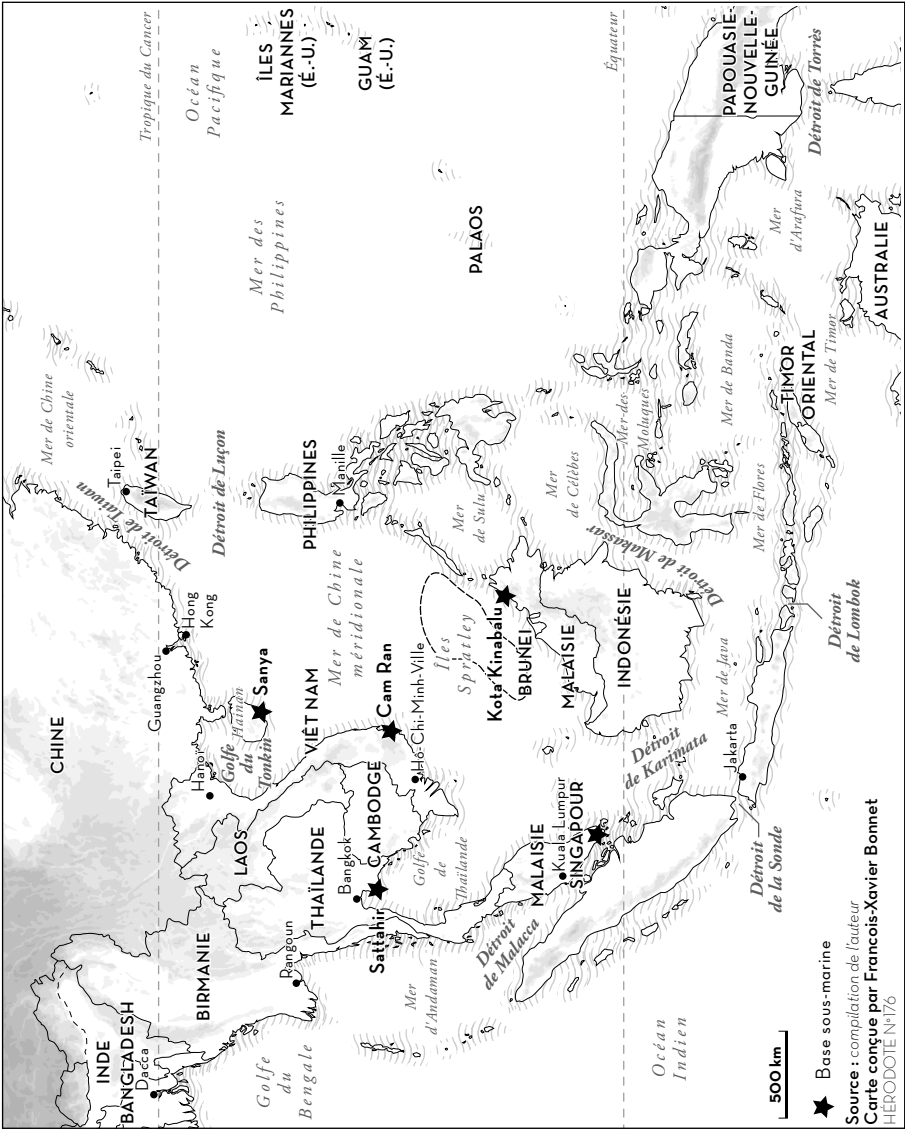 Tropique du Cancer
Océan
Pacifique
ÎLES
MARIANNES
(É.-U.)
GUAM
(É.-U.)
Équateur
PAPOUASIE-
NOUVELLE-
GUINÉE
Détroit de Torrès
Mer des
Philippines
PALAOS
Mer
d'Arafura
AUSTRALIE
Mer de Chine
orientale
Taipei
TAÏWAN
Détroit de Taïwan
Détroit de Luçon
PHILIPPINES
Manille
Mer
de Sulu
Mer
de Célèbes
Mer des
Moluques
Mer de Banda
TIMOR
ORIENTAL
Mer de Timor
Mer de Flores
Détroit de Makassar
Détroit
de Lombok
CHINE
Guangzhou
Hong
Kong
Hainan
Sanya
Hanoï
Golfe
du
Tonkin
VIÊT NAM
Mer de Chine
méridionale
Cam Ran
Hô-Chi-Minh-Ville
Îles
Spratley
Kota Kinabalu
BRUNEI
MALAISIE
INDONÉSIE
Mer de Java
Jakarta
Détroit
de Karimata
LAOS
THAÏLANDE
Bangkok
CAMBODGE
Sattahir
Golfe
de
Thaïlande
MALAISIE
Kuala Lumpur
SINGAPOUR
Détroit
de Malacca
Détroit
de la Sonde
INDE
BANGLADESH
Dacca
BIRMANIE
Rangoun
Mer
d'Andaman
Golfe
du
Bengale
Océan
Indien
500 km
Base sous-marine
Source : compilation de l'auteur
Carte conçue par Francois-Xavier Bonnet
HÉRODOTE N°176